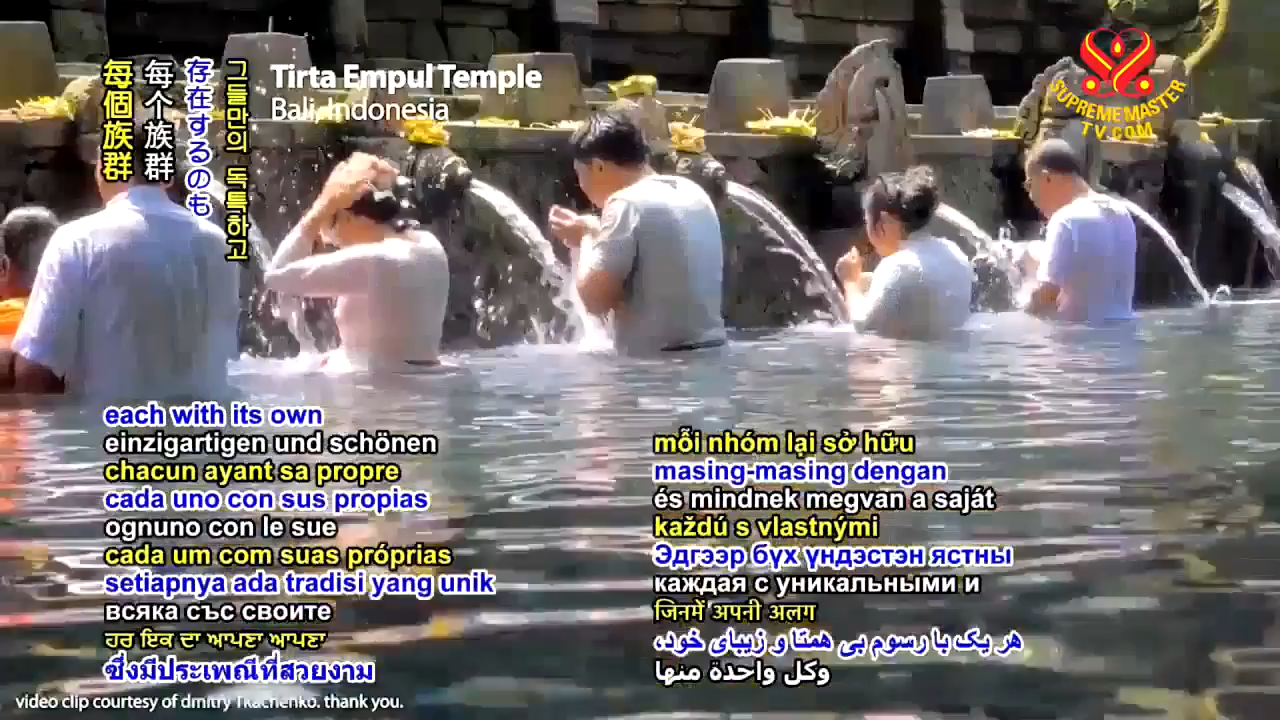 Tirta Empul Temple
Bali, Indonesia
SUPREME MASTER
TV.COM
그들만의 독특하고
存在するのも
每个族群
每個族群
each with its own
einzigartigen und schönen
chacun ayant sa propre
cada uno con sus propias
ognuno con le sue
cada um com suas próprias
setiapnya ada tradisi yang unik
всяка със своите
ਹਰ ਇਕ ਦਾ ਆਪਣਾ ਆਪਣਾ
ซึ่งมีประเพณีที่สวยงาม
mỗi nhóm lại sở hữu
masing-masing dengan
és mindnek megvan a saját
každú s vlastnými
Эдгээр бүх үндэстэн ястны
каждая с уникальными и
जिनमें अपनी अलग
هر یک با رسوم بی همتا و زیبای خود،
وكل واحدة منها
video clip courtesy of dmitry Tkachenko. thank you.